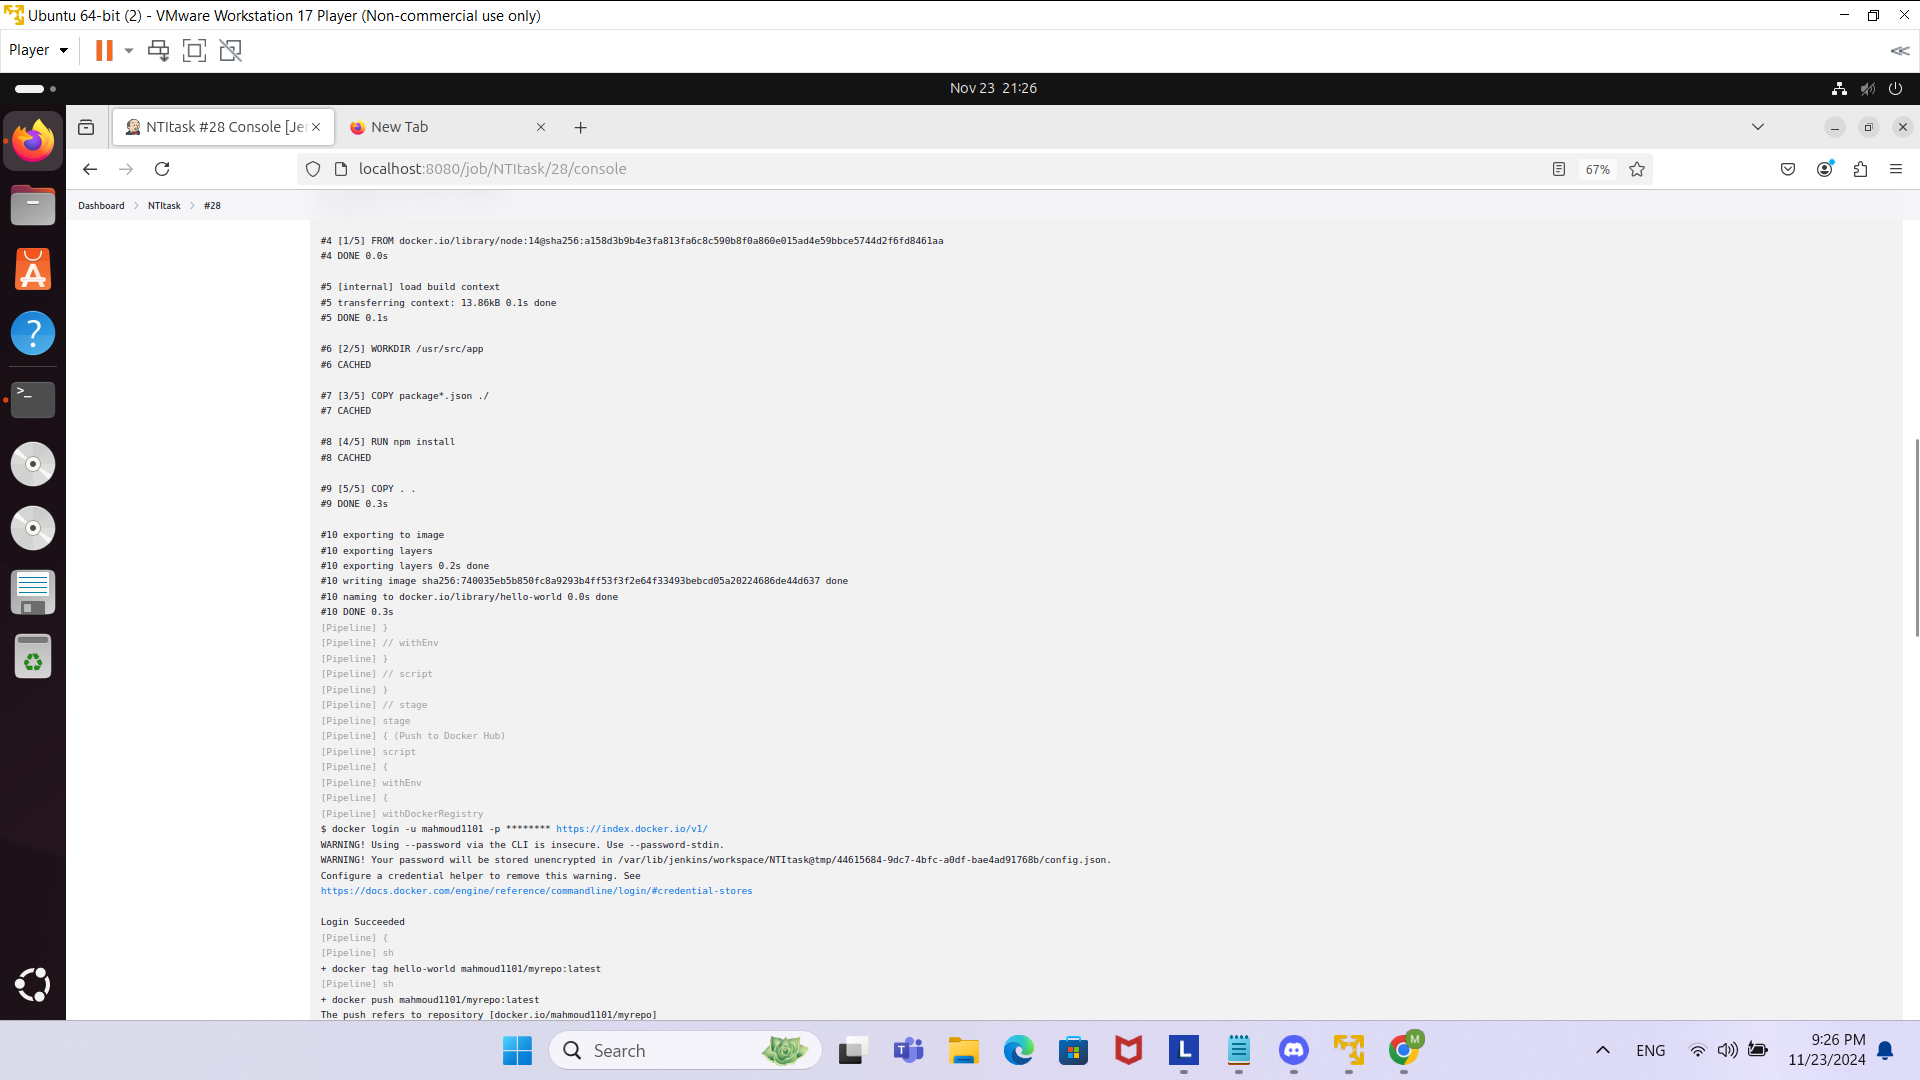 Ubuntu 64-bit (2) - VMware Workstation 17 Player (Non-commercial use only)
Player
Nov 23 21:26
NTItask #28 Console [Je
New Tab
localhost:8080/job/NTItask/28/console
67%
Dashboard
NTItask
#28
#4 [1/5] FROM docker.io/library/node:14@sha256:a158d3b9b4e3fa813fa6c8c590b8f0a860e015ad4e59bbce5744d2f6fd8461aa
#4 DONE 0.0s
#5 [internal] load build context
#5 transferring context: 13.86kB 0.1s done
#5 DONE 0.1s
#6 [2/5] WORKDIR /usr/src/app
#6 CACHED
#7 [3/5] COPY package*.json ./
#7 CACHED
#8 [4/5] RUN npm install
#8 CACHED
#9 [5/5] COPY . .
#9 DONE 0.3s
#10 exporting to image
#10 exporting layers
#10 exporting layers 0.2s done
#10 writing image sha256:740035eb5b850fc8a9293b4ff53f3f2e64f33493bebcd05a20224686de44d637 done
#10 naming to docker.io/library/hello-world 0.0s done
#10 DONE 0.3s
[Pipeline] }
[Pipeline] // withEnv
[Pipeline] }
[Pipeline] // script
[Pipeline] }
[Pipeline] // stage
[Pipeline] stage
[Pipeline] { (Push to Docker Hub)
[Pipeline] script
[Pipeline] {
[Pipeline] withEnv
[Pipeline] {
[Pipeline] withDockerRegistry
$ docker login -u mahmoud1101 -p ******** https://index.docker.io/v1/
WARNING! Using --password via the CLI is insecure. Use --password-stdin.
WARNING! Your password will be stored unencrypted in /var/lib/jenkins/workspace/NTItask@tmp/44615684-9dc7-4bfc-a0df-bae4ad91768b/config.json.
Configure a credential helper to remove this warning. See
https://docs.docker.com/engine/reference/commandline/login/#credential-stores
Login Succeeded
[Pipeline] {
[Pipeline] sh
+ docker tag hello-world mahmoud1101/myrepo:latest
[Pipeline] sh
+ docker push mahmoud1101/myrepo:latest
The push refers to repository [docker.io/mahmoud1101/myrepo]
Search
ENG
9:26 PM
11/23/2024